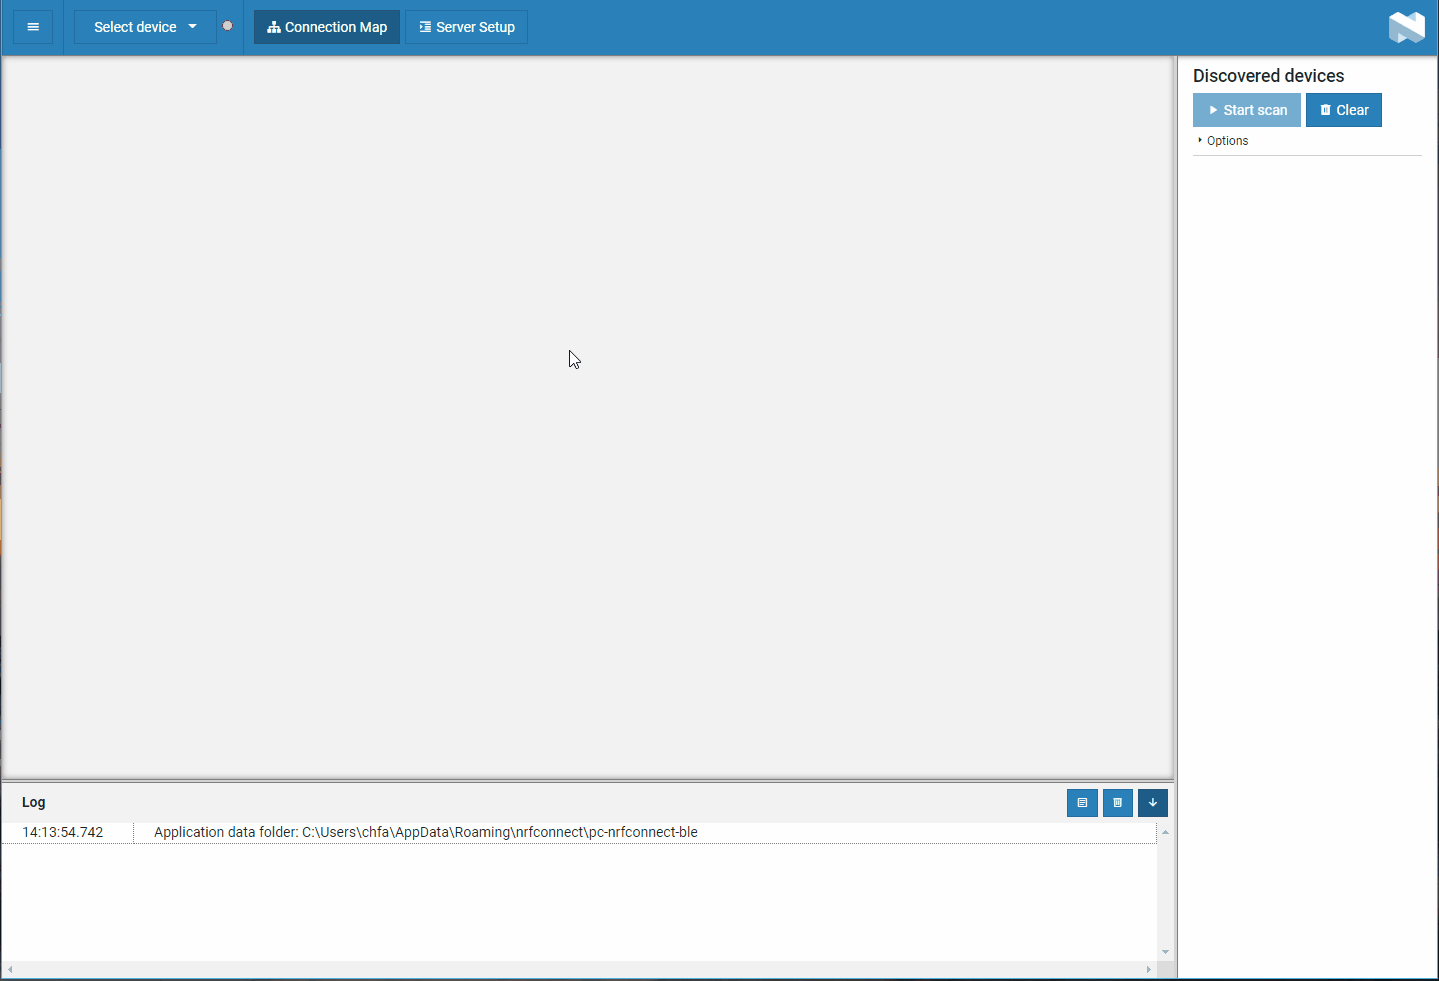 Select device
Connection Map
Server Setup
Discovered devices
Start scan
Clear
Options
Log
14:13:54.742 Application data folder: C:\Users\chfa\AppData\Roaming\nrfconnect\pc-nrfconnect-ble